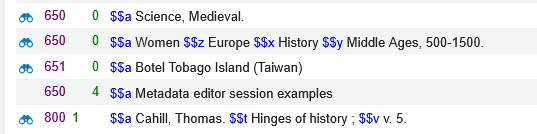 650 0 $$a Science, Medieval.
650 0 $$a Women $$z Europe $$x History $$y Middle Ages, 500-1500.
651 0 $$a Botel Tobago Island (Taiwan)
650 4 $$a Metadata editor session examples
800 1 $$a Cahill, Thomas. $$t Hinges of history ; $$v v. 5.